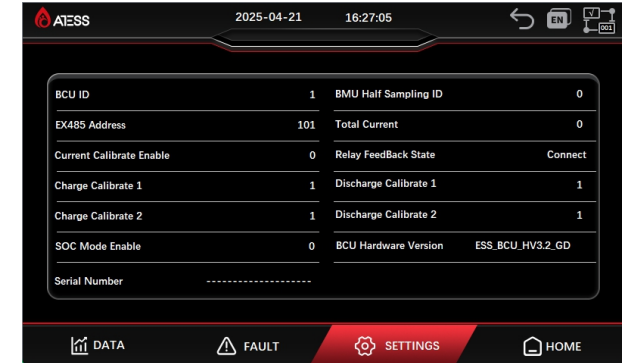 ATESS 2025-04-21 16:27:05 EN √ 001
BCU ID 1 BMU Half Sampling ID 0
EX485 Address 101 Total Current 0
Current Calibrate Enable 0 Relay FeedBack State Connect
Charge Calibrate 1 1 Discharge Calibrate 1 1
Charge Calibrate 2 1 Discharge Calibrate 2 1
SOC Mode Enable 0 BCU Hardware Version ESS_BCU_HV3.2_GD
Serial Number --------------------
DATA FAULT SETTINGS HOME